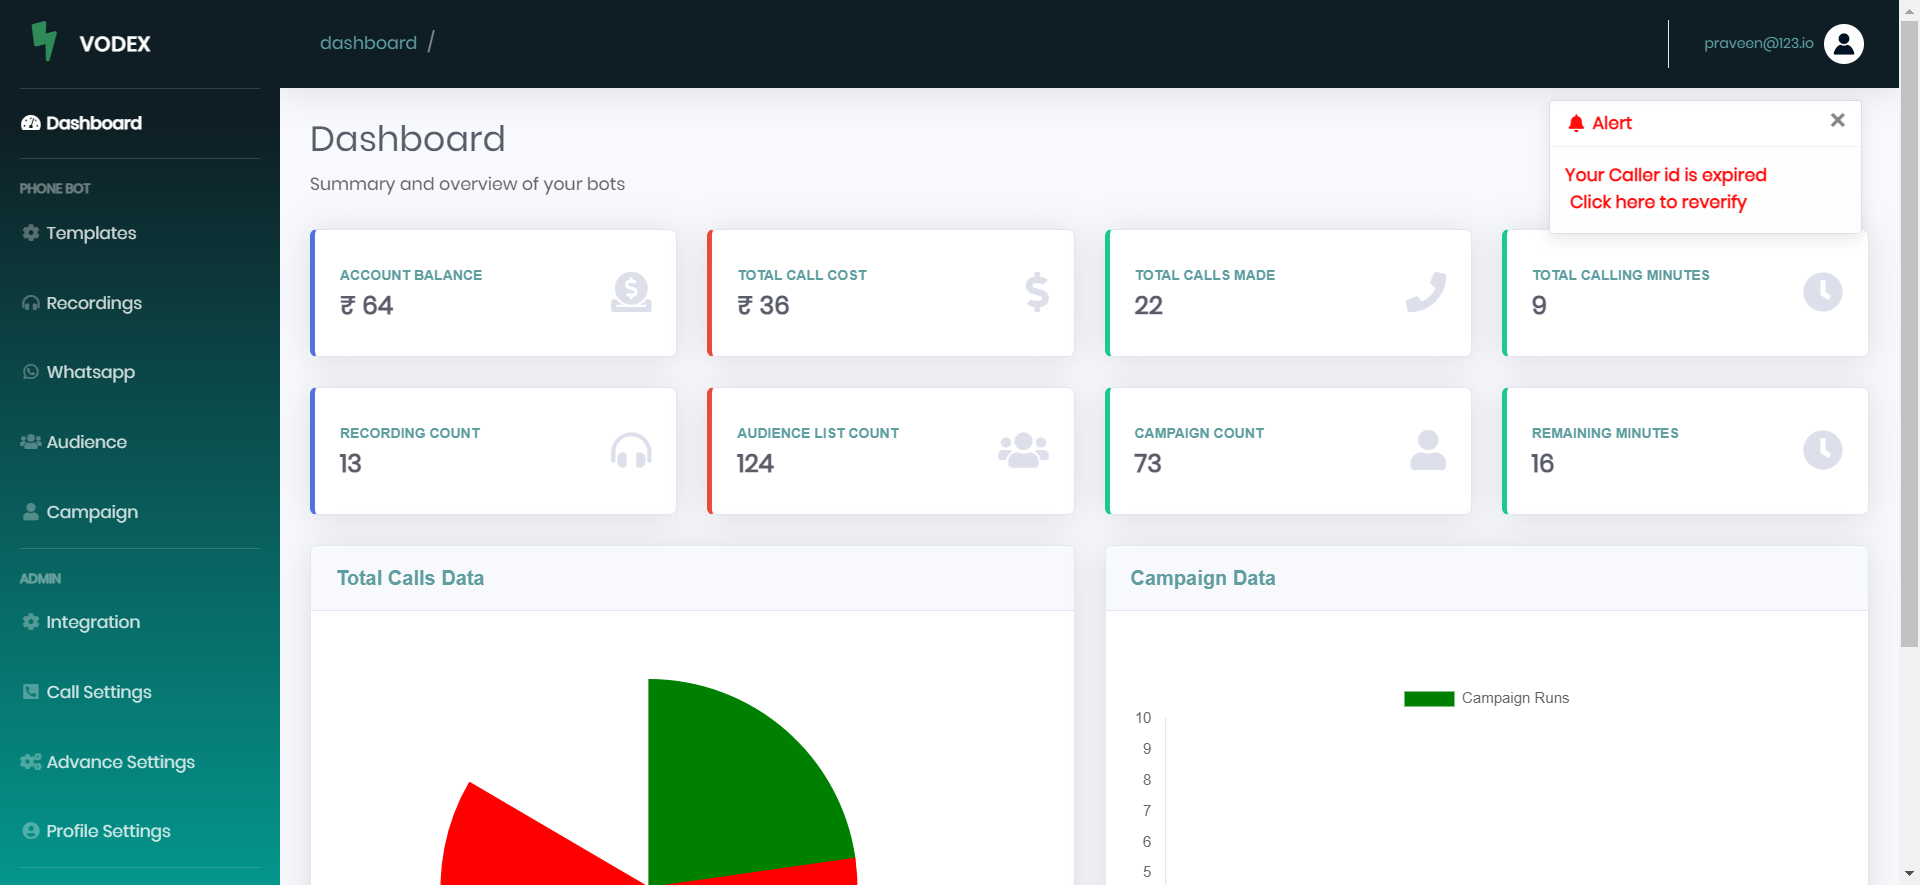 VODEX
dashboard /
praveen@123.io
Dashboard
PHONE BOT
Templates
Recordings
Whatsapp
Audience
Campaign
ADMIN
Integration
Call Settings
Advance Settings
Profile Settings
Dashboard
Summary and overview of your bots
Alert
Your Caller id is expired
Click here to reverify
ACCOUNT BALANCE
₹ 64
TOTAL CALL COST
₹ 36
TOTAL CALLS MADE
22
TOTAL CALLING MINUTES
9
RECORDING COUNT
13
AUDIENCE LIST COUNT
124
CAMPAIGN COUNT
73
REMAINING MINUTES
16
Total Calls Data
Campaign Data
Campaign Runs
10
9
8
7
6
5